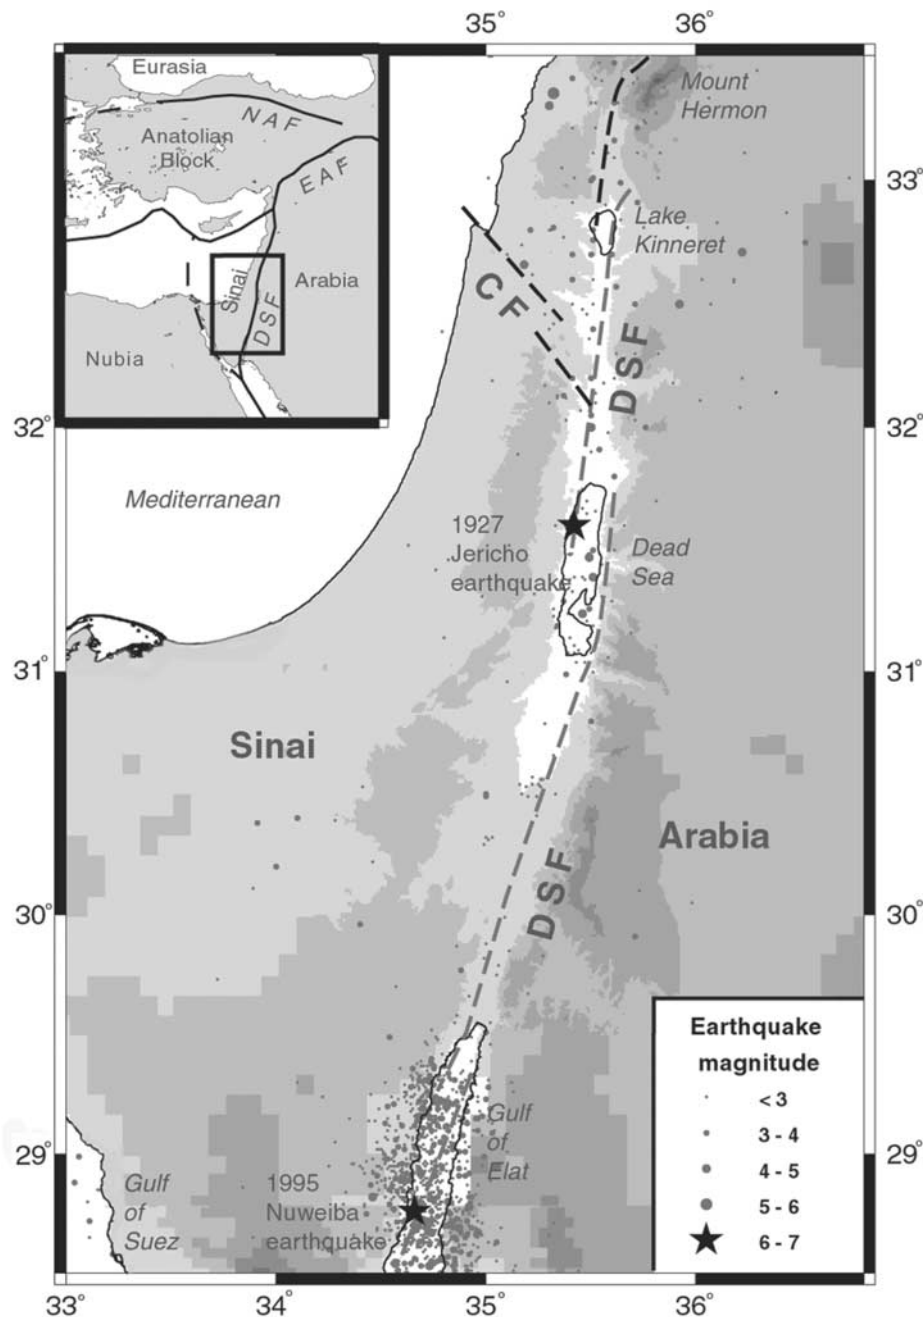 35°
36°
Eurasia
NAF
Anatolian
Block
EAF
Sinai
DSF
Arabia
Nubia
Mount
Hermon
33°
Lake
Kinneret
CF
DSF
32°
32°
Mediterranean
1927
Jericho
earthquake
Dead
Sea
31°
31°
Sinai
Arabia
DSF
30°
30°
Earthquake
magnitude
< 3
3 - 4
4 - 5
5 - 6
6 - 7
29°
29°
Gulf
of
Elat
Gulf
of
Suez
1995
Nuweiba
earthquake
33°
34°
35°
36°